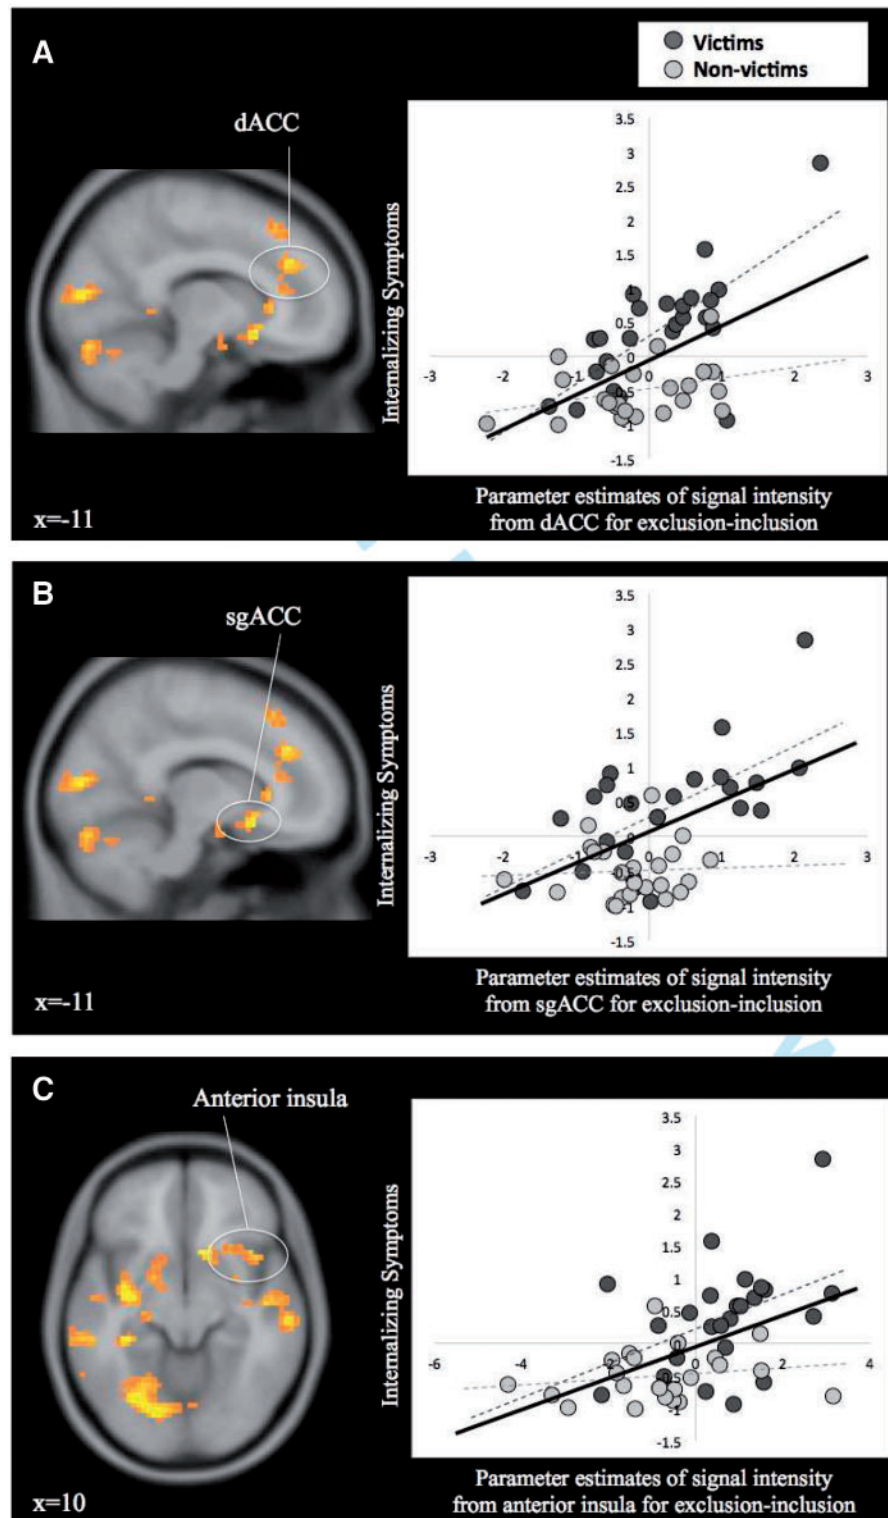 A
Victims
Non-victims
dACC
Internalizing Symptoms
3.5
3
2.5
2
1.5
1
0.5
0
-3 -2 -1 0 1 2 3
-0.5
-1
-1.5
x=-11
Parameter estimates of signal intensity
from dACC for exclusion-inclusion
B
sgACC
Internalizing Symptoms
3.5
3
2.5
2
1.5
1
0.5
0
-3 -2 -1 0 1 2 3
-0.5
-1
-1.5
x=-11
Parameter estimates of signal intensity
from sgACC for exclusion-inclusion
C
Anterior insula
Internalizing Symptoms
3.5
3
2.5
2
1.5
1
0.5
0
-6 -4 -2 0 2 4
-0.5
-1
-1.5
x=10
Parameter estimates of signal intensity
from anterior insula for exclusion-inclusion